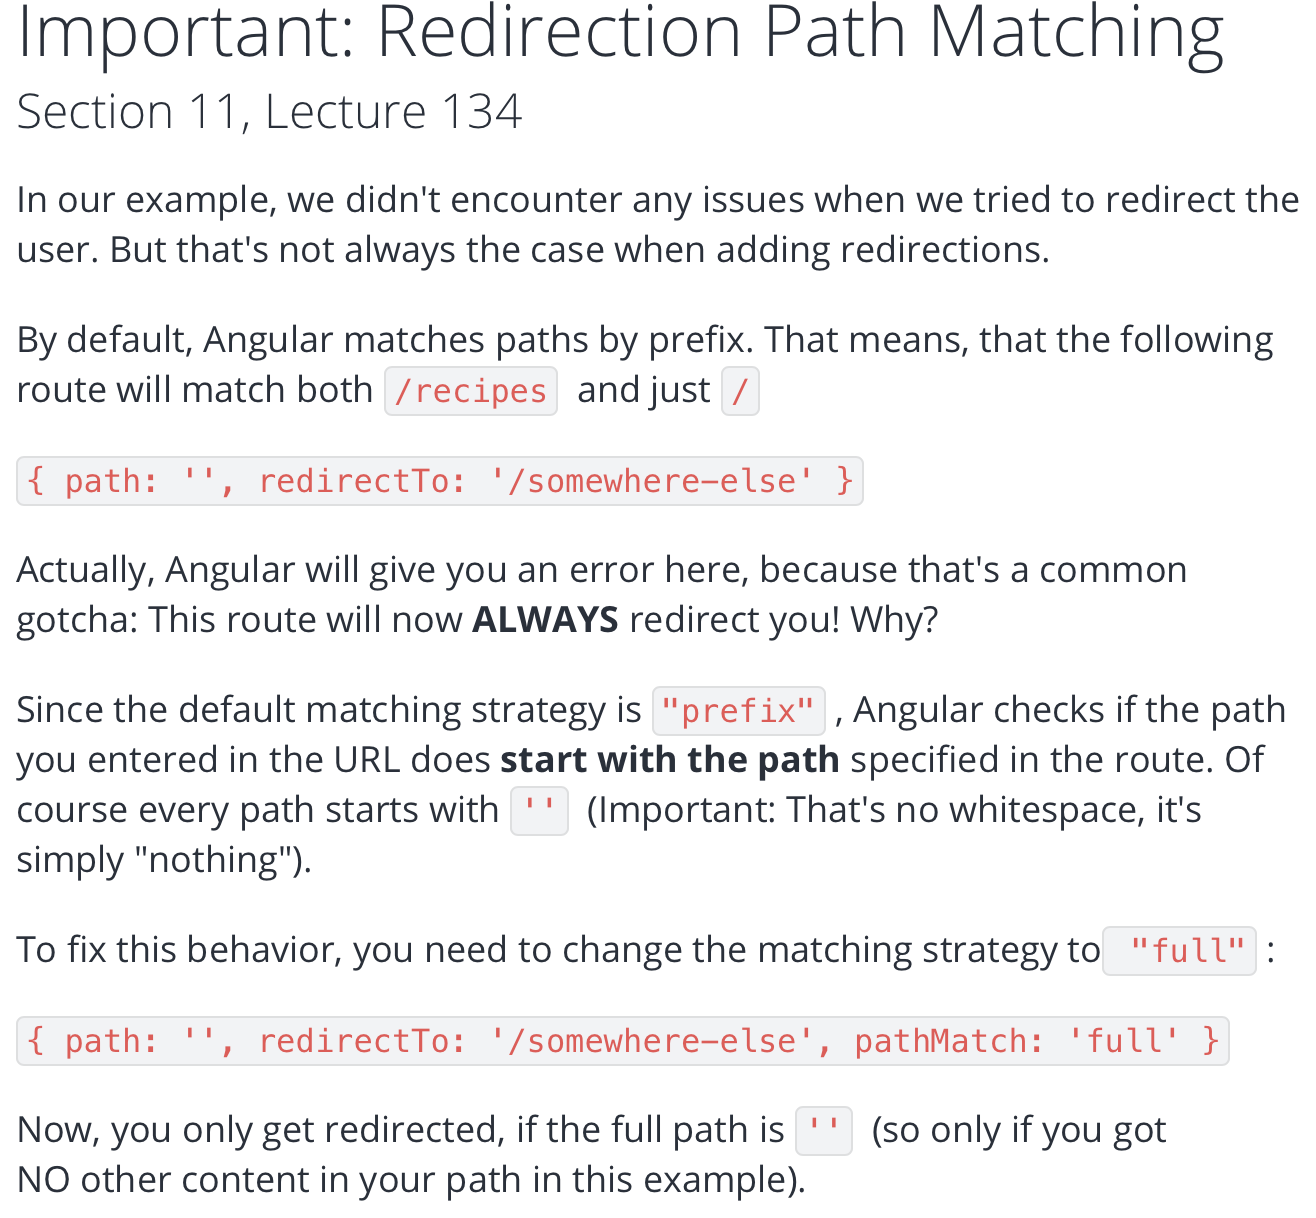 Important: Redirection Path Matching
Section 11, Lecture 134
In our example, we didn't encounter any issues when we tried to redirect the
user. But that's not always the case when adding redirections.
By default, Angular matches paths by prefix. That means, that the following
route will match both /recipes and just /
{ path: '', redirectTo: '/somewhere-else' }
Actually, Angular will give you an error here, because that's a common
gotcha: This route will now ALWAYS redirect you! Why?
Since the default matching strategy is "prefix" , Angular checks if the path
you entered in the URL does start with the path specified in the route. Of
course every path starts with '' (Important: That's no whitespace, it's
simply "nothing").
To fix this behavior, you need to change the matching strategy to "full" :
{ path: '', redirectTo: '/somewhere-else', pathMatch: 'full' }
Now, you only get redirected, if the full path is '' (so only if you got
NO other content in your path in this example).